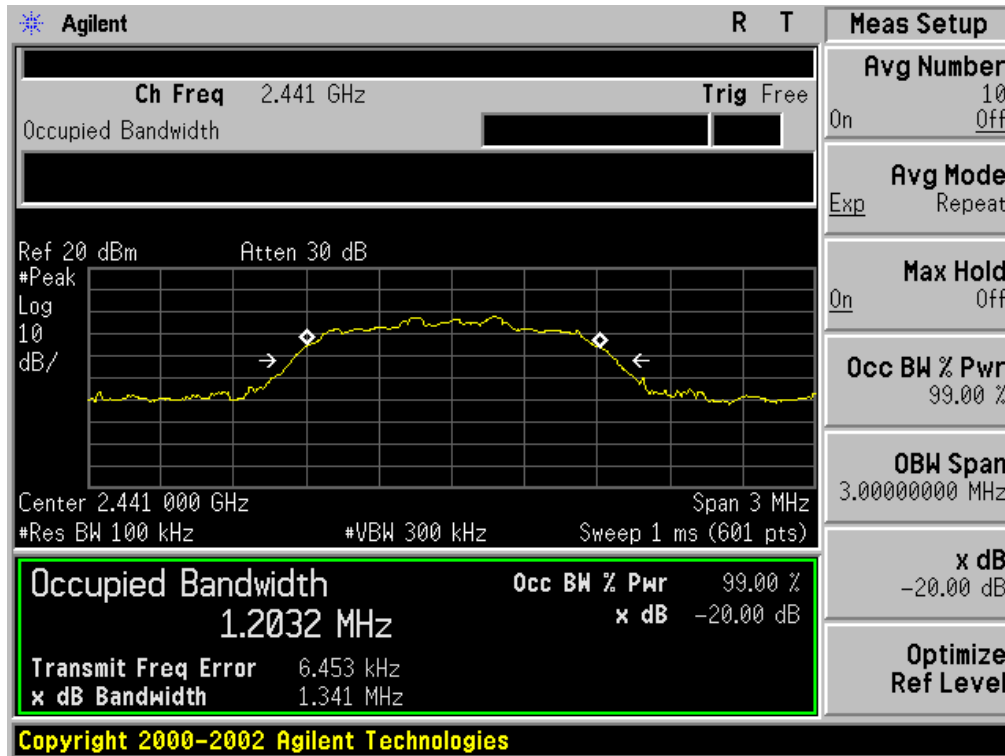 Agilent R T Meas Setup
Avg Number
10
On Off
Ch Freq 2.441 GHz Trig Free
Occupied Bandwidth
Avg Mode
Exp Repeat
Ref 20 dBm Atten 30 dB
#Peak
Log
10
dB/
Max Hold
On Off
Occ BW % Pwr
99.00 %
OBW Span
3.00000000 MHz
Center 2.441 000 GHz Span 3 MHz
#Res BW 100 kHz #VBW 300 kHz Sweep 1 ms (601 pts)
x dB
-20.00 dB
Occupied Bandwidth Occ BW % Pwr 99.00 %
1.2032 MHz x dB -20.00 dB
Transmit Freq Error 6.453 kHz
x dB Bandwidth 1.341 MHz
Optimize
Ref Level
Copyright 2000-2002 Agilent Technologies